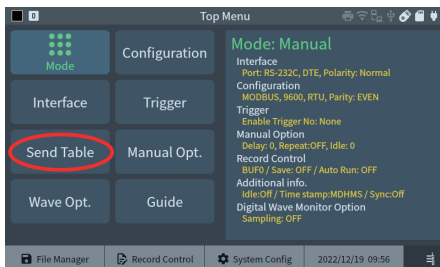 0 Top Menu
Mode
Configuration
Interface
Trigger
Send Table
Manual Opt.
Wave Opt.
Guide
Mode: Manual
Interface
Port: RS-232C, DTE, Polarity: Normal
Configuration
MODBUS, 9600, RTU, Parity: EVEN
Trigger
Enable Trigger No: None
Manual Option
Delay: 0, Repeat:OFF, Idle: 0
Record Control
BUF0 / Save: OFF / Auto Run: OFF
Additional info.
Idle:Off / Time stamp:MDHMS / Sync:Off
Digital Wave Monitor Option
Sampling: OFF
File Manager Record Control System Config 2022/12/19 09:56